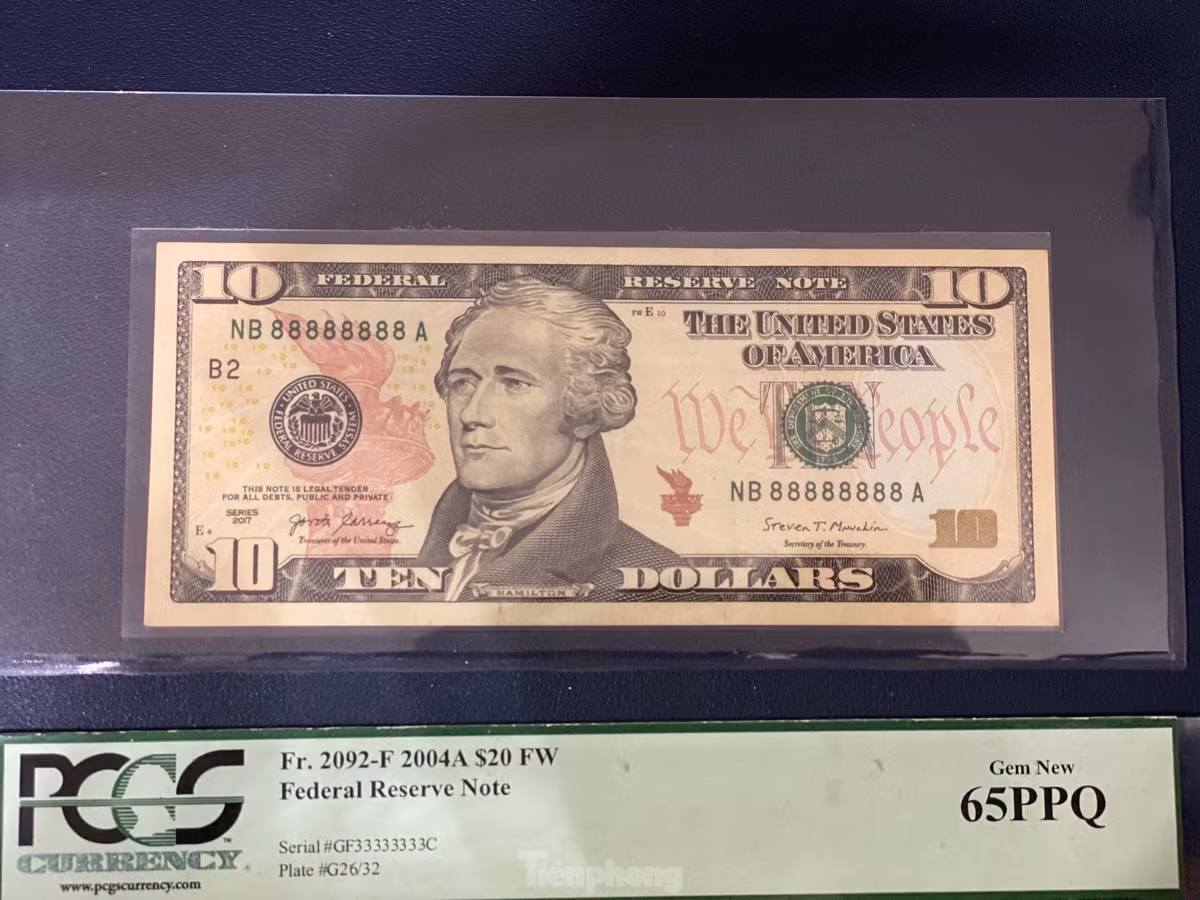 10 FEDERAL RESERVE NOTE 10
FW E 10
NB 88888888 A
THE UNITED STATES
OF AMERICA
B2
UNITED STATES
FEDERAL RESERVE SYSTEM
We The People
TEN
THIS NOTE IS LEGAL TENDER
FOR ALL DEBTS, PUBLIC AND PRIVATE
NB 88888888 A
SERIES
2017
Steven T. Mnuchin
Treasurer of the United States.
Secretary of the Treasury.
E 4
10
10 TEN DOLLARS
HAMILTON
PCGS
CURRENCY
www.pcgscurrency.com
Fr. 2092-F 2004A $20 FW
Federal Reserve Note
Serial #GF33333333C
Plate #G26/32
Gem New
65PPQ
Tienphong